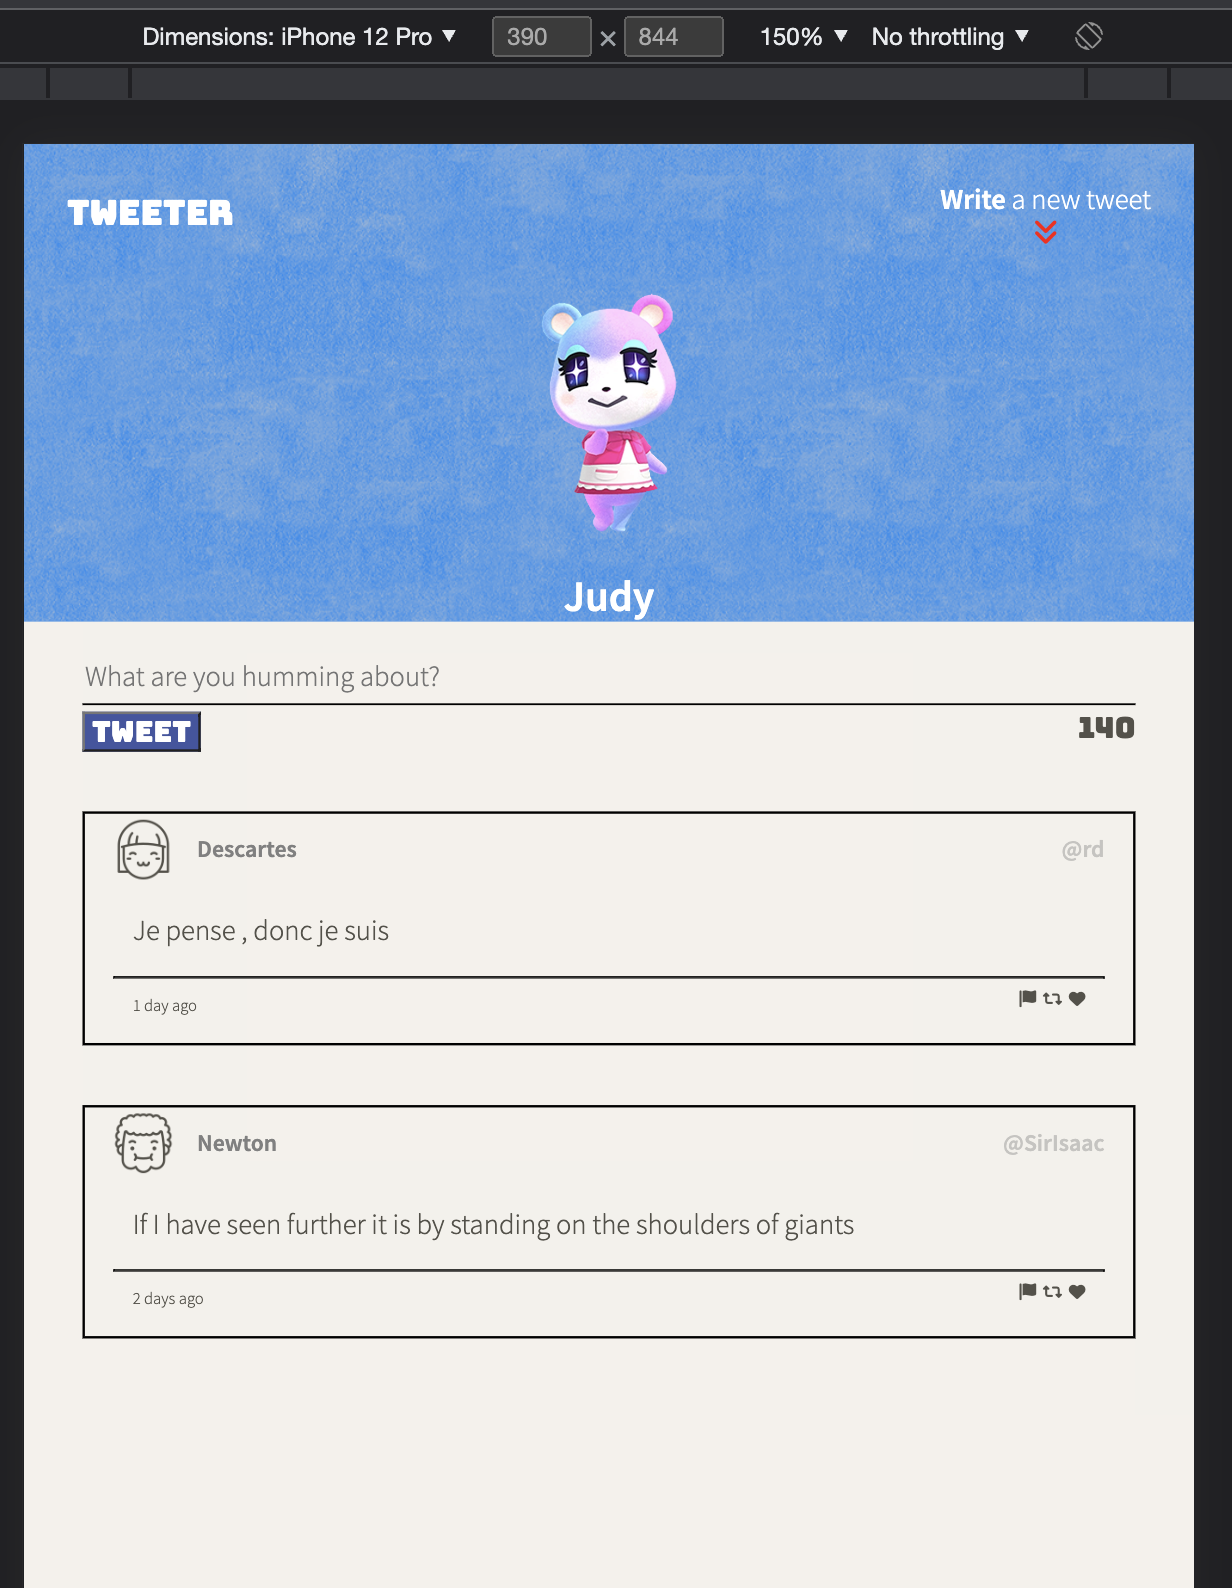 Dimensions: iPhone 12 Pro ▼ 390 × 844 150% ▼ No throttling ▼
TWEETER
Write a new tweet
Judy
What are you humming about?
TWEET 140
Descartes @rd
Je pense , donc je suis
1 day ago
Newton @SirIsaac
If I have seen further it is by standing on the shoulders of giants
2 days ago